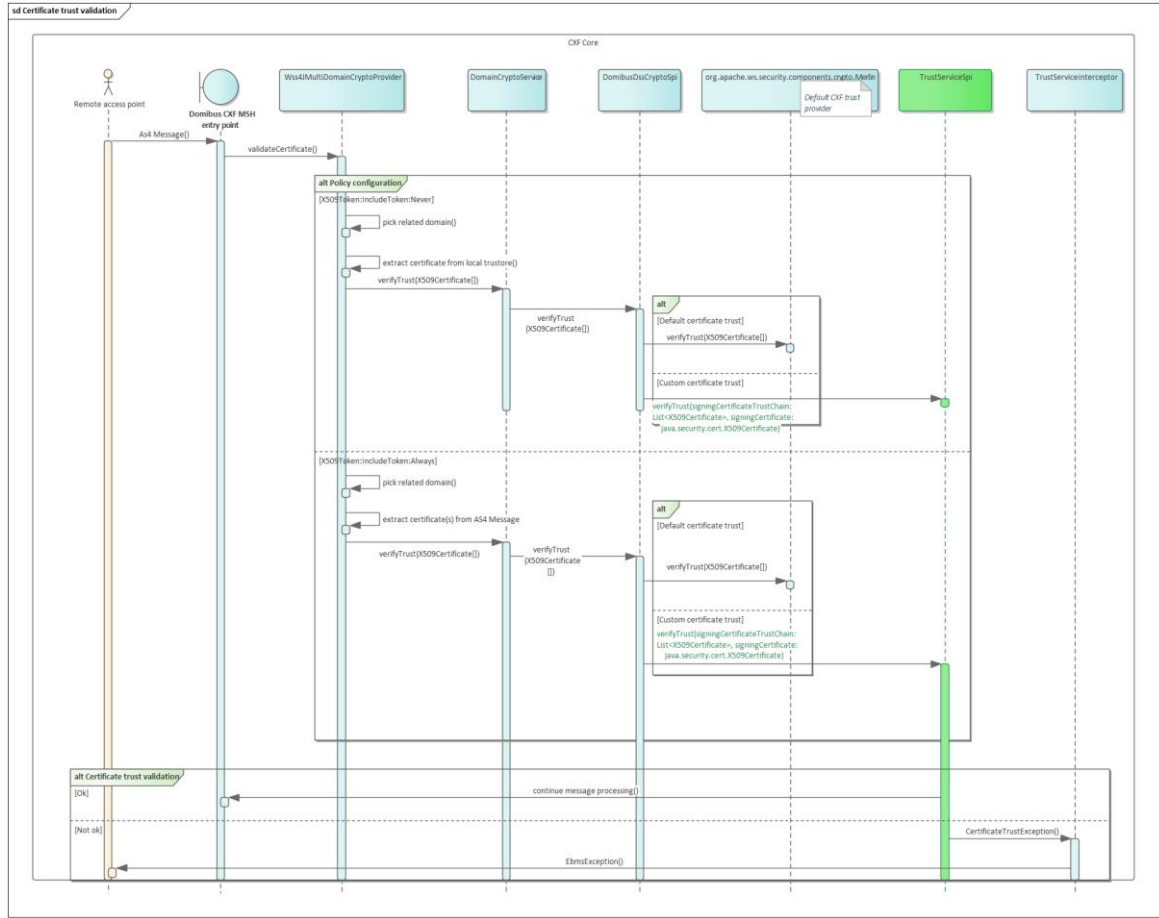 sd Certificate trust validation
CXF Core
Remote access point
Domibus CXF MSH
entry point
Wss4JMultiDomainCryptoProvider
DomainCryptoService
DomibusDssCryptoSpi
org.apache.ws.security.components.crypto.Merlin
Default CXF trust
provider
TrustServiceSpi
TrustServiceInterceptor
As4 Message()
validateCertificate()
alt Policy configuration
[X509Token:IncludeToken:Never]
pick related domain()
extract certificate from local trustore()
verifyTrust(X509Certificate[])
verifyTrust
(X509Certificate[])
alt
[Default certificate trust]
verifyTrust(X509Certificate[])
[Custom certificate trust]
verifyTrust(signingCertificateTrustChain:
List<X509Certificate>, signingCertificate:
java.security.cert.X509Certificate)
[X509Token:IncludeToken:Always]
pick related domain()
extract certificate(s) from AS4 Message
verifyTrust(X509Certificate[])
verifyTrust
(X509Certificate
[])
alt
[Default certificate trust]
verifyTrust(X509Certificate[])
[Custom certificate trust]
verifyTrust(signingCertificateTrustChain:
List<X509Certificate>, signingCertificate:
java.security.cert.X509Certificate)
alt Certificate trust validation
[Ok]
continue message processing()
[Not ok]
CertificateTrustException()
EbmsException()